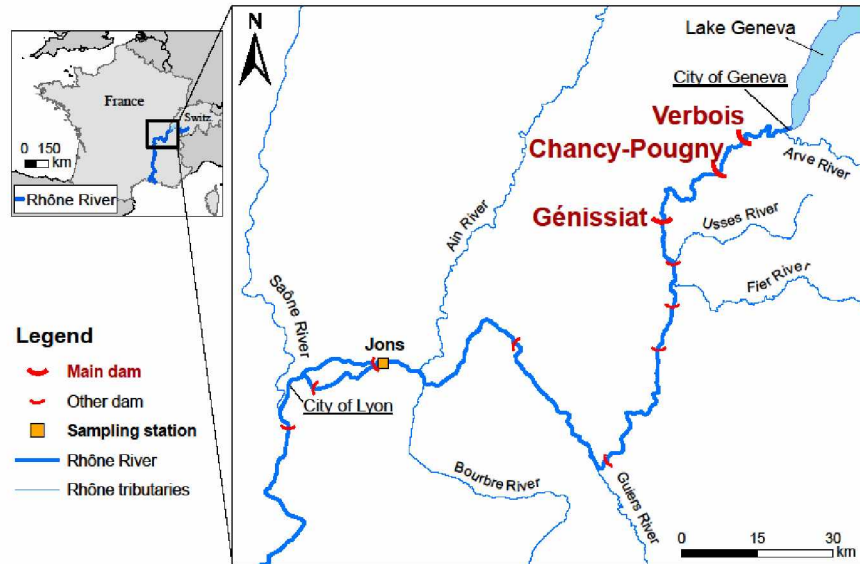 France
Switz
0 150
km
Rhône River
Legend
Main dam
Other dam
Sampling station
Rhône River
Rhône tributaries
N
Lake Geneva
City of Geneva
Verbois
Chancy-Pougny
Arve River
Génissiat
Usses River
Fier River
Ain River
Saône River
Jons
City of Lyon
Bourbre River
Guiers River
0 15 30
km